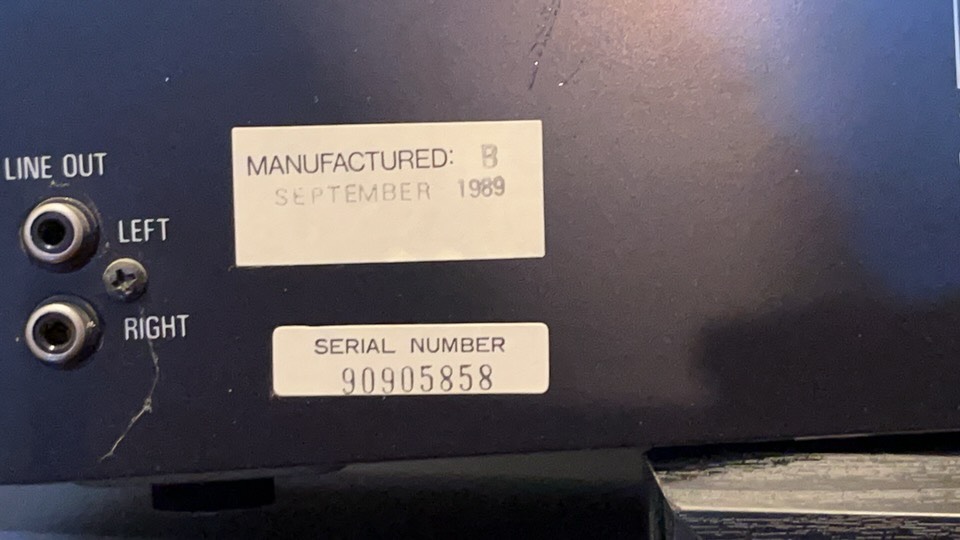 LINE OUT
LEFT
RIGHT
MANUFACTURED: B
SEPTEMBER 1989
SERIAL NUMBER
90905858